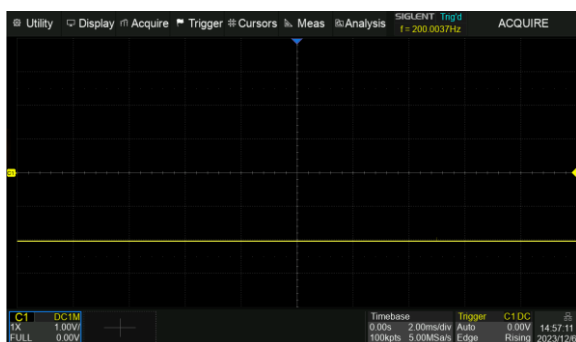 Utility Display Acquire Trigger Cursors Meas Analysis SIGLENT Trig'd ACQUIRE
f = 200.0037Hz
C1
C1 DC1M
1X 1.00V/
FULL 0.00V
Timebase
0.00s 2.00ms/div
100kpts 5.00MSa/s
Trigger C1 DC
Auto 0.00V
Edge Rising
14:57:11
2023/12/6